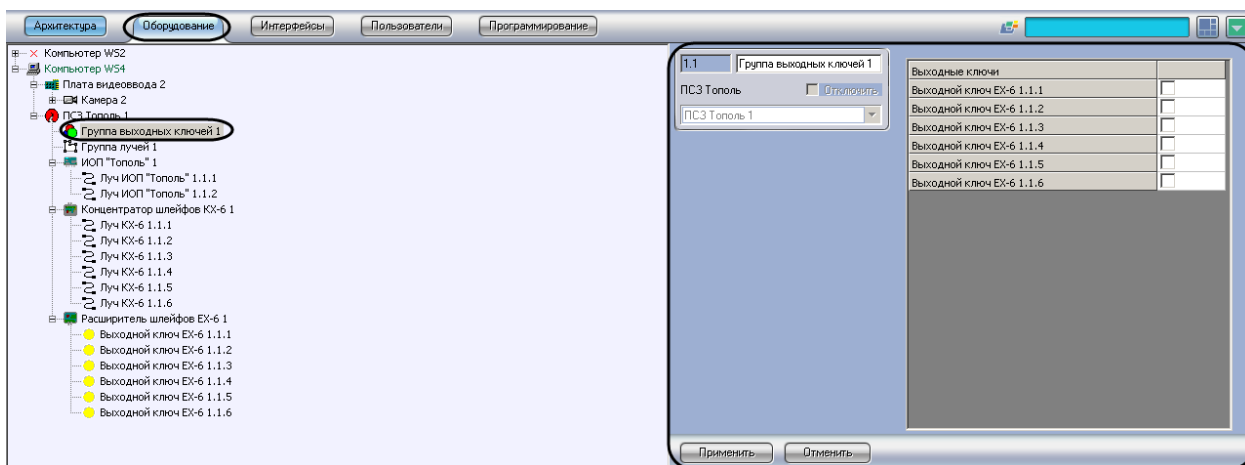 Архитектура Оборудование Интерфейсы Пользователи Программирование
Компьютер WS2
Компьютер WS4
Плата видеоввода 2
Камера 2
ПСЗ Тополь 1
Группа выходных ключей 1
Группа лучей 1
ИОП "Тополь" 1
Луч ИОП "Тополь" 1.1.1
Луч ИОП "Тополь" 1.1.2
Концентратор шлейфов КХ-6 1
Луч КХ-6 1.1.1
Луч КХ-6 1.1.2
Луч КХ-6 1.1.3
Луч КХ-6 1.1.4
Луч КХ-6 1.1.5
Луч КХ-6 1.1.6
Расширитель шлейфов ЕХ-6 1
Выходной ключ ЕХ-6 1.1.1
Выходной ключ ЕХ-6 1.1.2
Выходной ключ ЕХ-6 1.1.3
Выходной ключ ЕХ-6 1.1.4
Выходной ключ ЕХ-6 1.1.5
Выходной ключ ЕХ-6 1.1.6
1.1 Группа выходных ключей 1
ПСЗ Тополь Отключить
ПСЗ Тополь 1
Выходные ключи
Выходной ключ ЕХ-6 1.1.1
Выходной ключ ЕХ-6 1.1.2
Выходной ключ ЕХ-6 1.1.3
Выходной ключ ЕХ-6 1.1.4
Выходной ключ ЕХ-6 1.1.5
Выходной ключ ЕХ-6 1.1.6
Применить Отменить